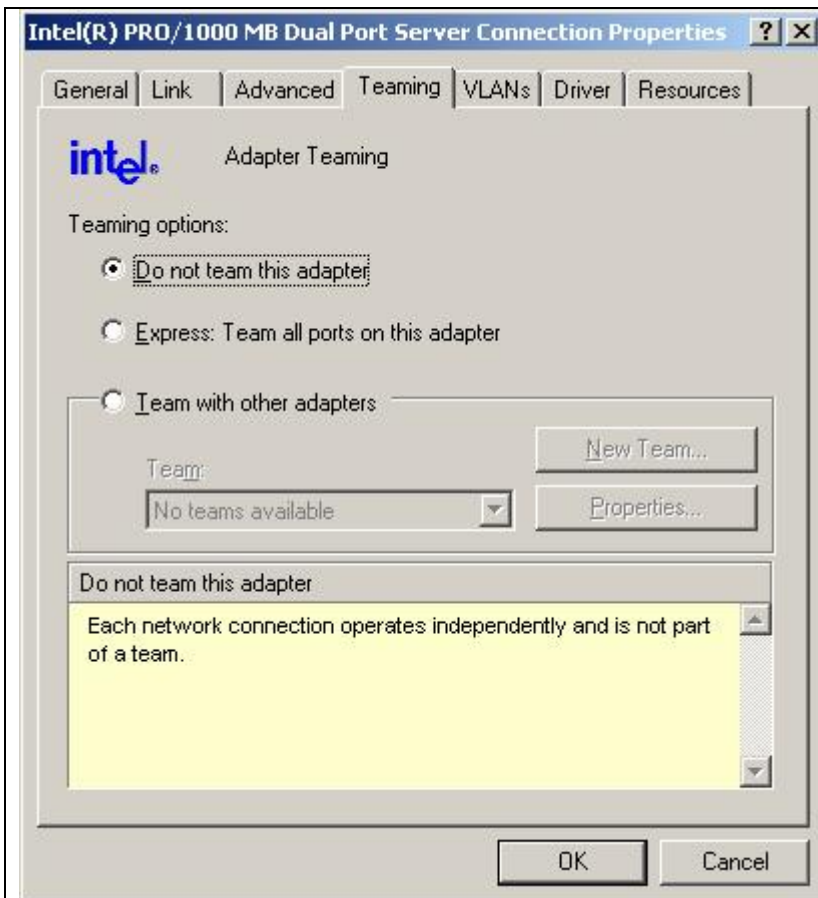 Intel(R) PRO/1000 MB Dual Port Server Connection Properties
General Link Advanced Teaming VLANs Driver Resources
intel®
Adapter Teaming
Teaming options:
Do not team this adapter
Express: Team all ports on this adapter
Team with other adapters
New Team...
Team:
No teams available
Properties...
Do not team this adapter
Each network connection operates independently and is not part
of a team.
OK Cancel